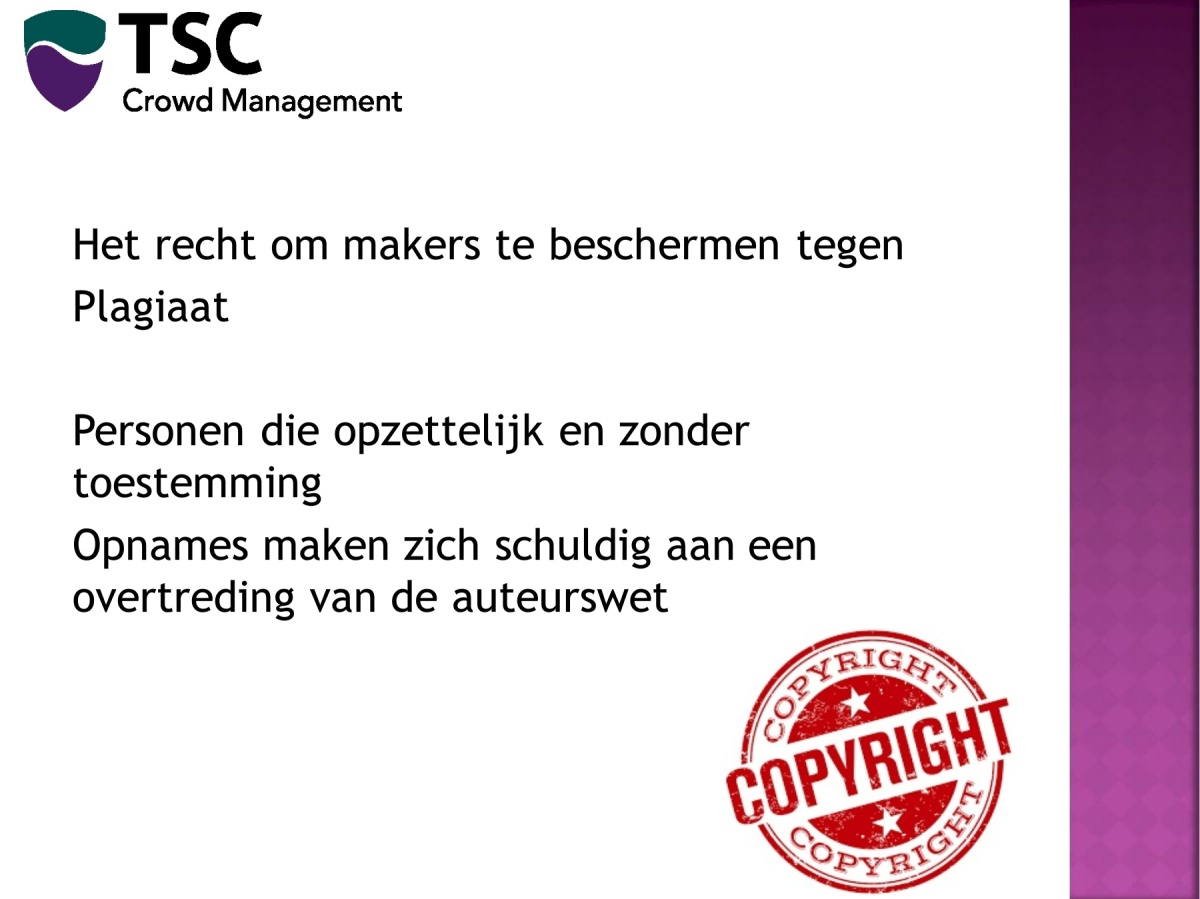 TSC
Crowd Management
Het recht om makers te beschermen tegen
Plagiaat
Personen die opzettelijk en zonder
toestemming
Opnames maken zich schuldig aan een
overtreding van de auteurswet
COPYRIGHT
COPYRIGHT
COPYRIGHT